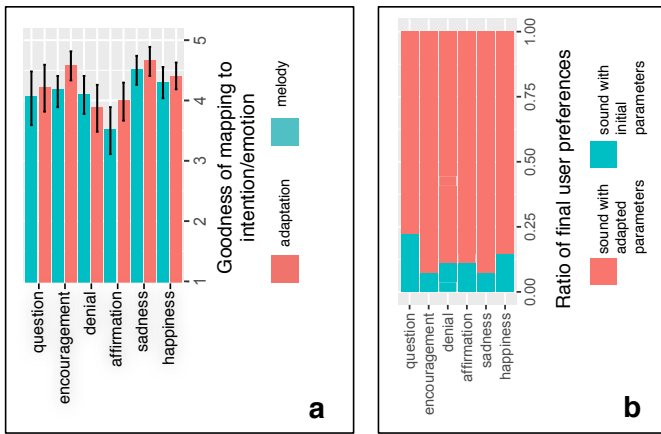 question
encouragement
denial
affirmation
sadness
happiness
1
2
3
4
5
Goodness of mapping to
intention/emotion
adaptation
melody
a
question
encouragement
denial
affirmation
sadness
happiness
0.00
0.25
0.50
0.75
1.00
Ratio of final user preferences
sound with
adapted
parameters
sound with
initial
parameters
b